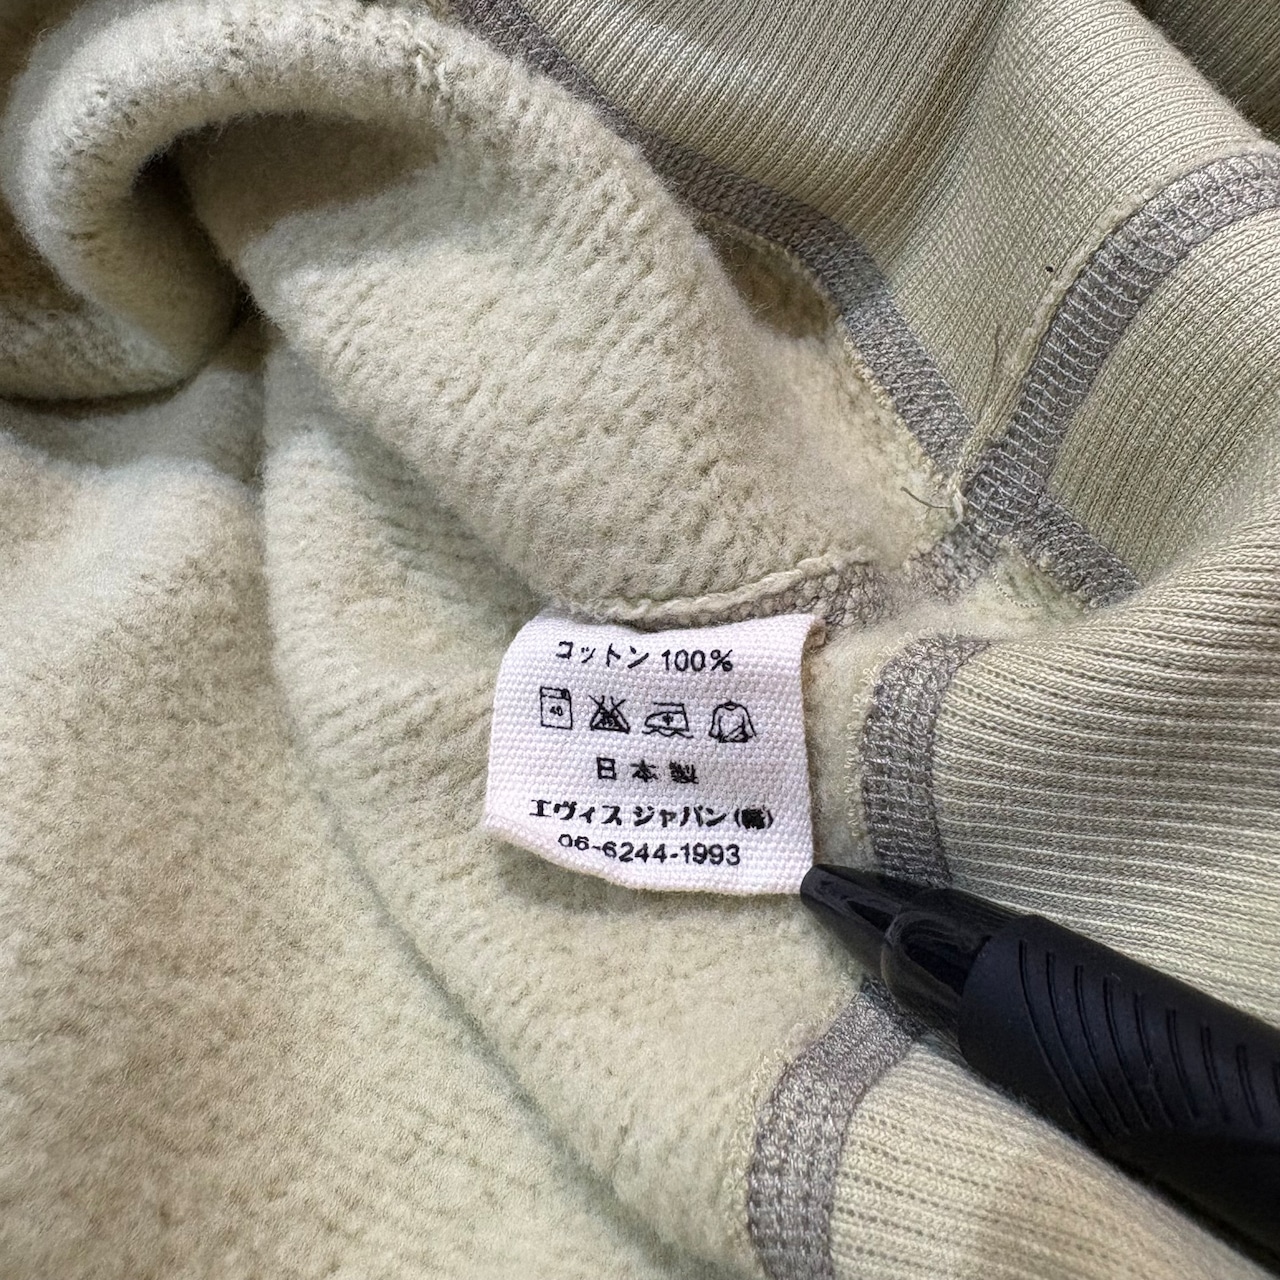 コットン 100%
40
日本製
エヴィス ジャパン(株)
06-6244-1993